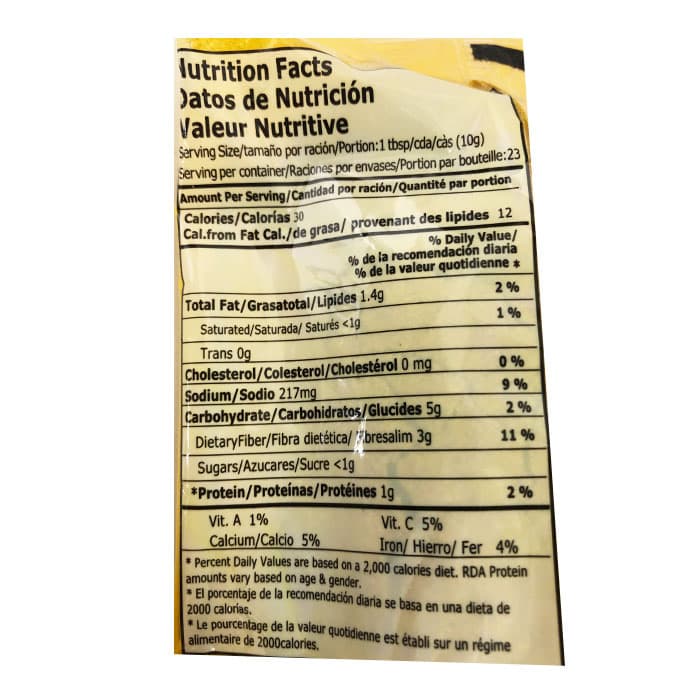 Nutrition Facts
Datos de Nutrición
Valeur Nutritive
Serving Size/tamaño por ración/Portion:1 tbsp/cda/càs (10g)
Serving per container/Raciones por envases/Portion par bouteille:23
Amount Per Serving/Cantidad por ración/Quantité par portion
Calories/Calorías 30
Cal.from Fat Cal./de grasa/ provenant des lipides 12
% Daily Value/
% de la recomendación diaria
% de la valeur quotidienne *
Total Fat/Grasatotal/Lipides 1.4g 2 %
Saturated/Saturada/ Saturés <1g 1 %
Trans 0g
Cholesterol/Colesterol/Cholestérol 0 mg 0 %
Sodium/Sodio 217mg 9 %
Carbohydrate/Carbohidratos/Glucides 5g 2 %
DietaryFiber/Fibra dietética/ Fibresalim 3g 11 %
Sugars/Azucares/Sucre <1g
*Protein/Proteínas/Protéines 1g 2 %
Vit. A 1% Vit. C 5%
Calcium/Calcio 5% Iron/ Hierro/ Fer 4%
* Percent Daily Values are based on a 2,000 calories diet. RDA Protein
amounts vary based on age & gender.
* El porcentaje de la recomendación diaria se basa en una dieta de
2000 calorías.
* Le pourcentage de la valeur quotidienne est établi sur un régime
alimentaire de 2000calories.